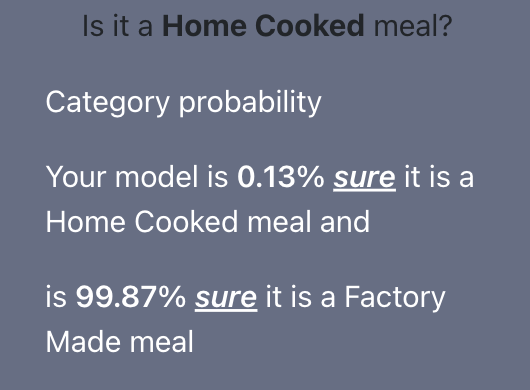 Is it a Home Cooked meal?
Category probability
Your model is 0.13% sure it is a
Home Cooked meal and
is 99.87% sure it is a Factory
Made meal